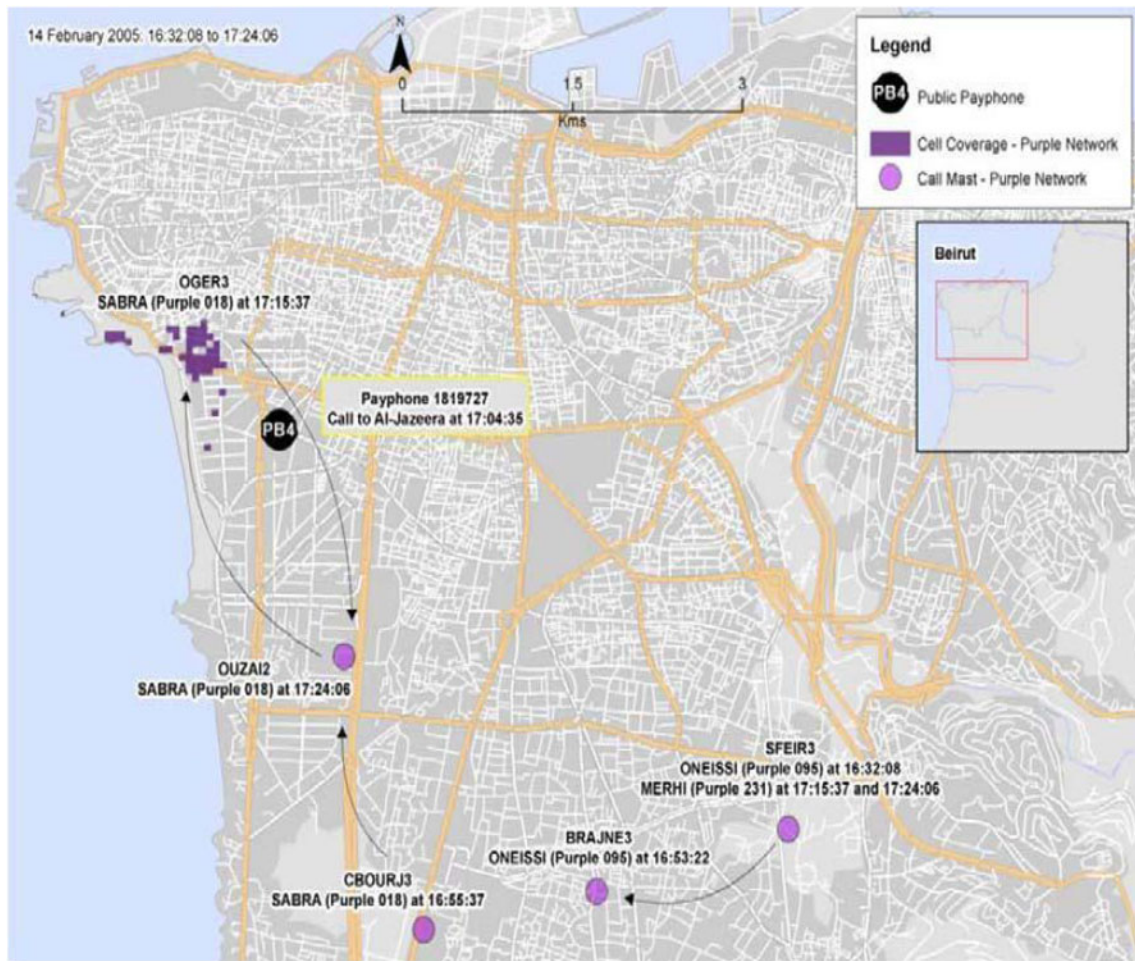 14 February 2005: 16:32:08 to 17:24:06
N
0
1.5
3
Kms
Legend
PB4
Public Payphone
Cell Coverage - Purple Network
Call Mast - Purple Network
Beirut
OGER3
SABRA (Purple 018) at 17:15:37
Payphone 1819727
Call to Al-Jazeera at 17:04:35
PB4
OUZAI2
SABRA (Purple 018) at 17:24:06
SFEIR3
ONEISSI (Purple 095) at 16:32:08
MERHI (Purple 231) at 17:15:37 and 17:24:06
BRAJNE3
ONEISSI (Purple 095) at 16:53:22
CBOURJ3
SABRA (Purple 018) at 16:55:37